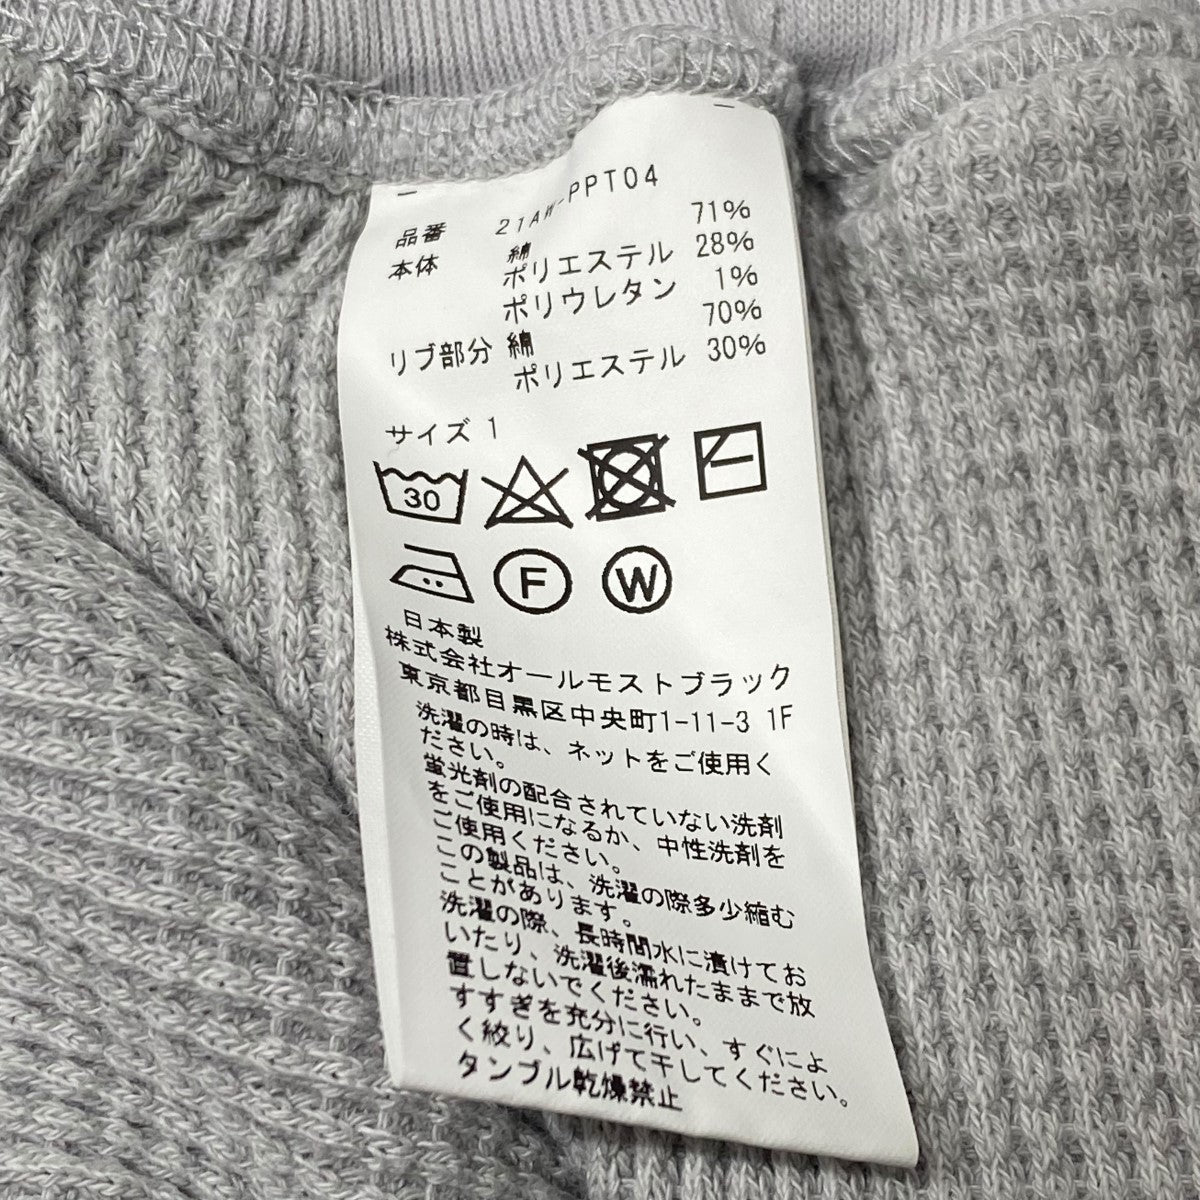 品番 21AW-PPT04
本体 綿 71%
ポリエステル 28%
ポリウレタン 1%
リブ部分 綿 70%
ポリエステル 30%
サイズ 1
30
F W
日本製
株式会社オールモストブラック
東京都目黒区中央町1-11-3 1F
洗濯の時は、ネットをご使用く
ださい。
蛍光剤の配合されていない洗剤
をご使用になるか、中性洗剤を
ご使用ください。
この製品は、洗濯の際多少縮む
ことがあります。
洗濯の際、長時間水に漬けてお
いたり、洗濯後濡れたままで放
置しないでください。
すすぎを充分に行い、すぐによ
く絞り、広げて干してください。
タンブル乾燥禁止